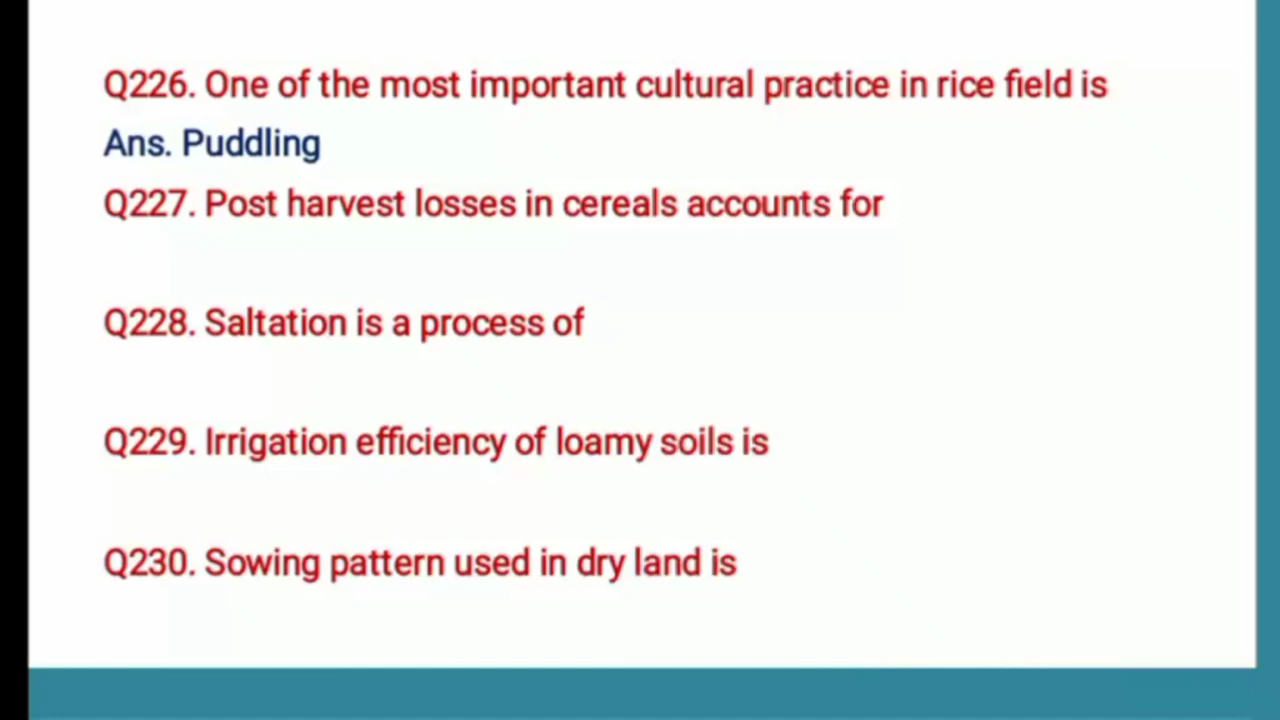 Q226. One of the most important cultural practice in rice field is
Ans. Puddling
Q227. Post harvest losses in cereals accounts for
Q228. Saltation is a process of
Q229. Irrigation efficiency of loamy soils is
Q230. Sowing pattern used in dry land is